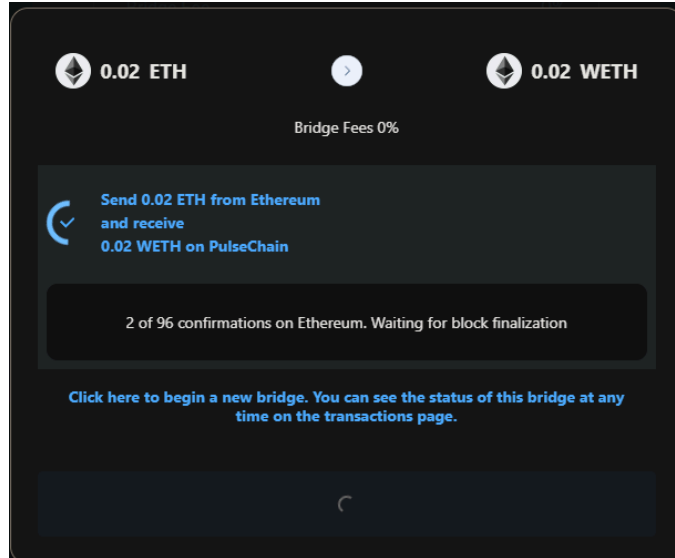 0.02 ETH
0.02 WETH
Bridge Fees 0%
Send 0.02 ETH from Ethereum
and receive
0.02 WETH on PulseChain
2 of 96 confirmations on Ethereum. Waiting for block finalization
Click here to begin a new bridge. You can see the status of this bridge at any
time on the transactions page.